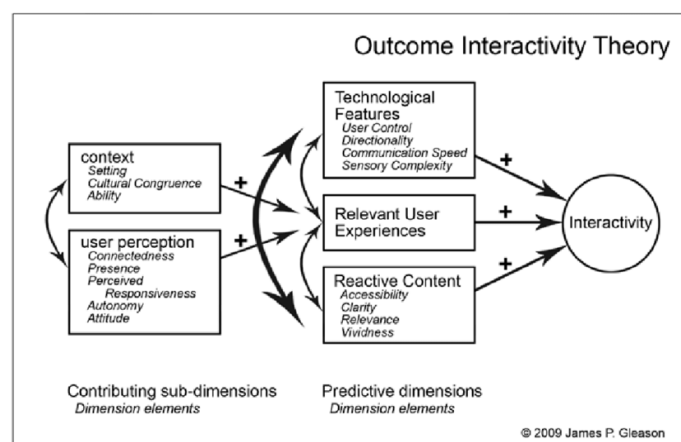 Outcome Interactivity Theory
context
Setting
Cultural Congruence
Ability
+
user perception
Connectedness
Presence
Perceived
Responsiveness
Autonomy
Attitude
+
Technological
Features
User Control
Directionality
Communication Speed
Sensory Complexity
+
Relevant User
Experiences
+
Reactive Content
Accessibility
Clarity
Relevance
Vividness
+
Interactivity
Contributing sub-dimensions
Dimension elements
Predictive dimensions
Dimension elements
© 2009 James P. Gleason